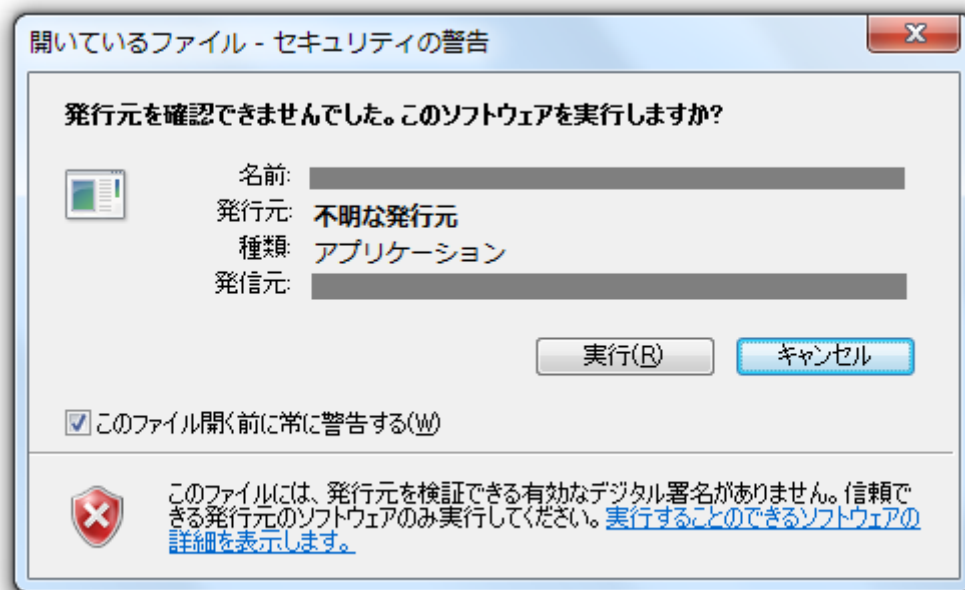 開いているファイル - セキュリティの警告
発行元を確認できませんでした。このソフトウェアを実行しますか?
名前:
発行元: 不明な発行元
種類: アプリケーション
発信元:
実行(R) キャンセル
このファイル開く前に常に警告する(W)
このファイルには、発行元を検証できる有効なデジタル署名がありません。信頼で
きる発行元のソフトウェアのみ実行してください。実行することのできるソフトウェアの
詳細を表示します。